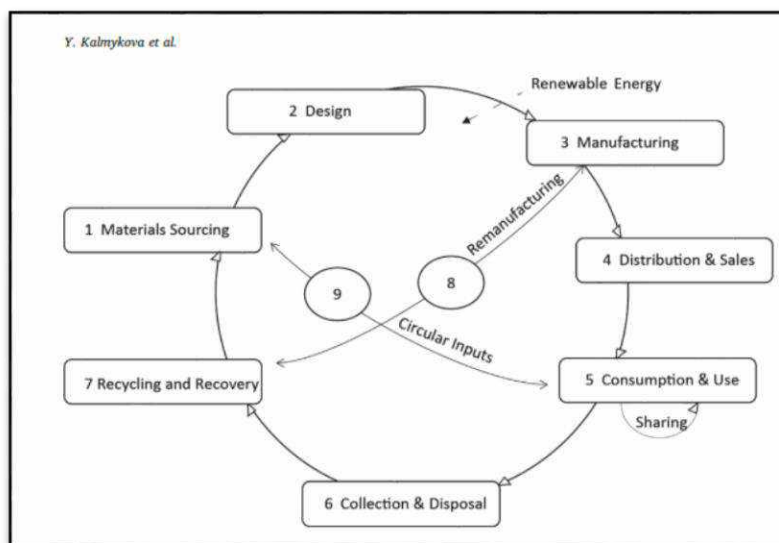 Y. Kalmykova et al.
Renewable Energy
2 Design
3 Manufacturing
Remanufacturing
1 Materials Sourcing
4 Distribution & Sales
8
9
Circular Inputs
7 Recycling and Recovery
5 Consumption & Use
Sharing
6 Collection & Disposal